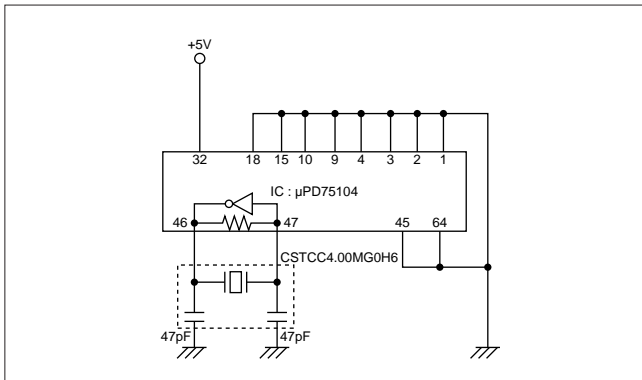 +5V
32 18 15 10 9 4 3 2 1
IC : µPD75104
46 47 45 64
CSTCC4.00MG0H6
47pF 47pF